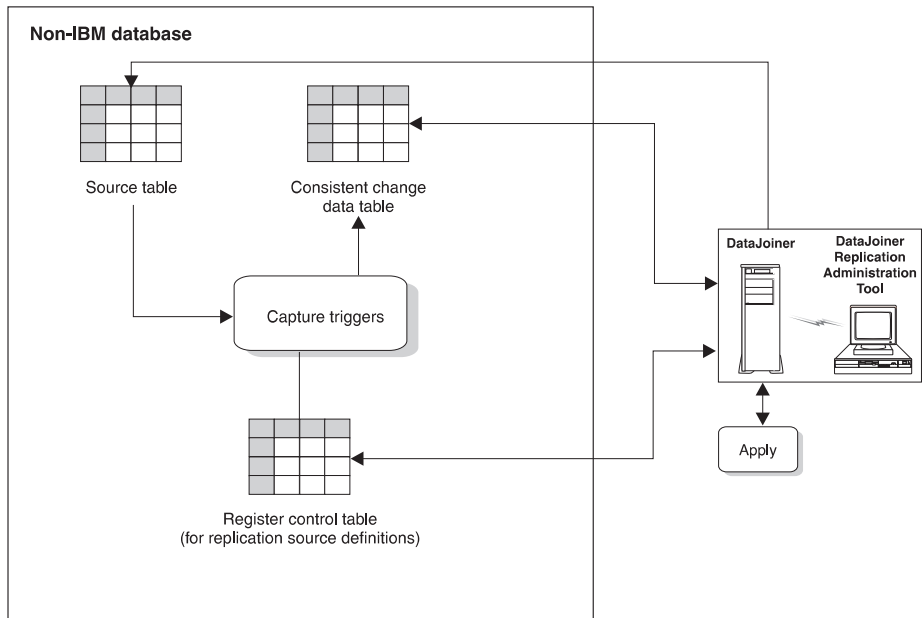 Non-IBM database
Source table
Consistent change
data table
Capture triggers
Register control table
(for replication source definitions)
DataJoiner
DataJoiner
Replication
Administration
Tool
Apply